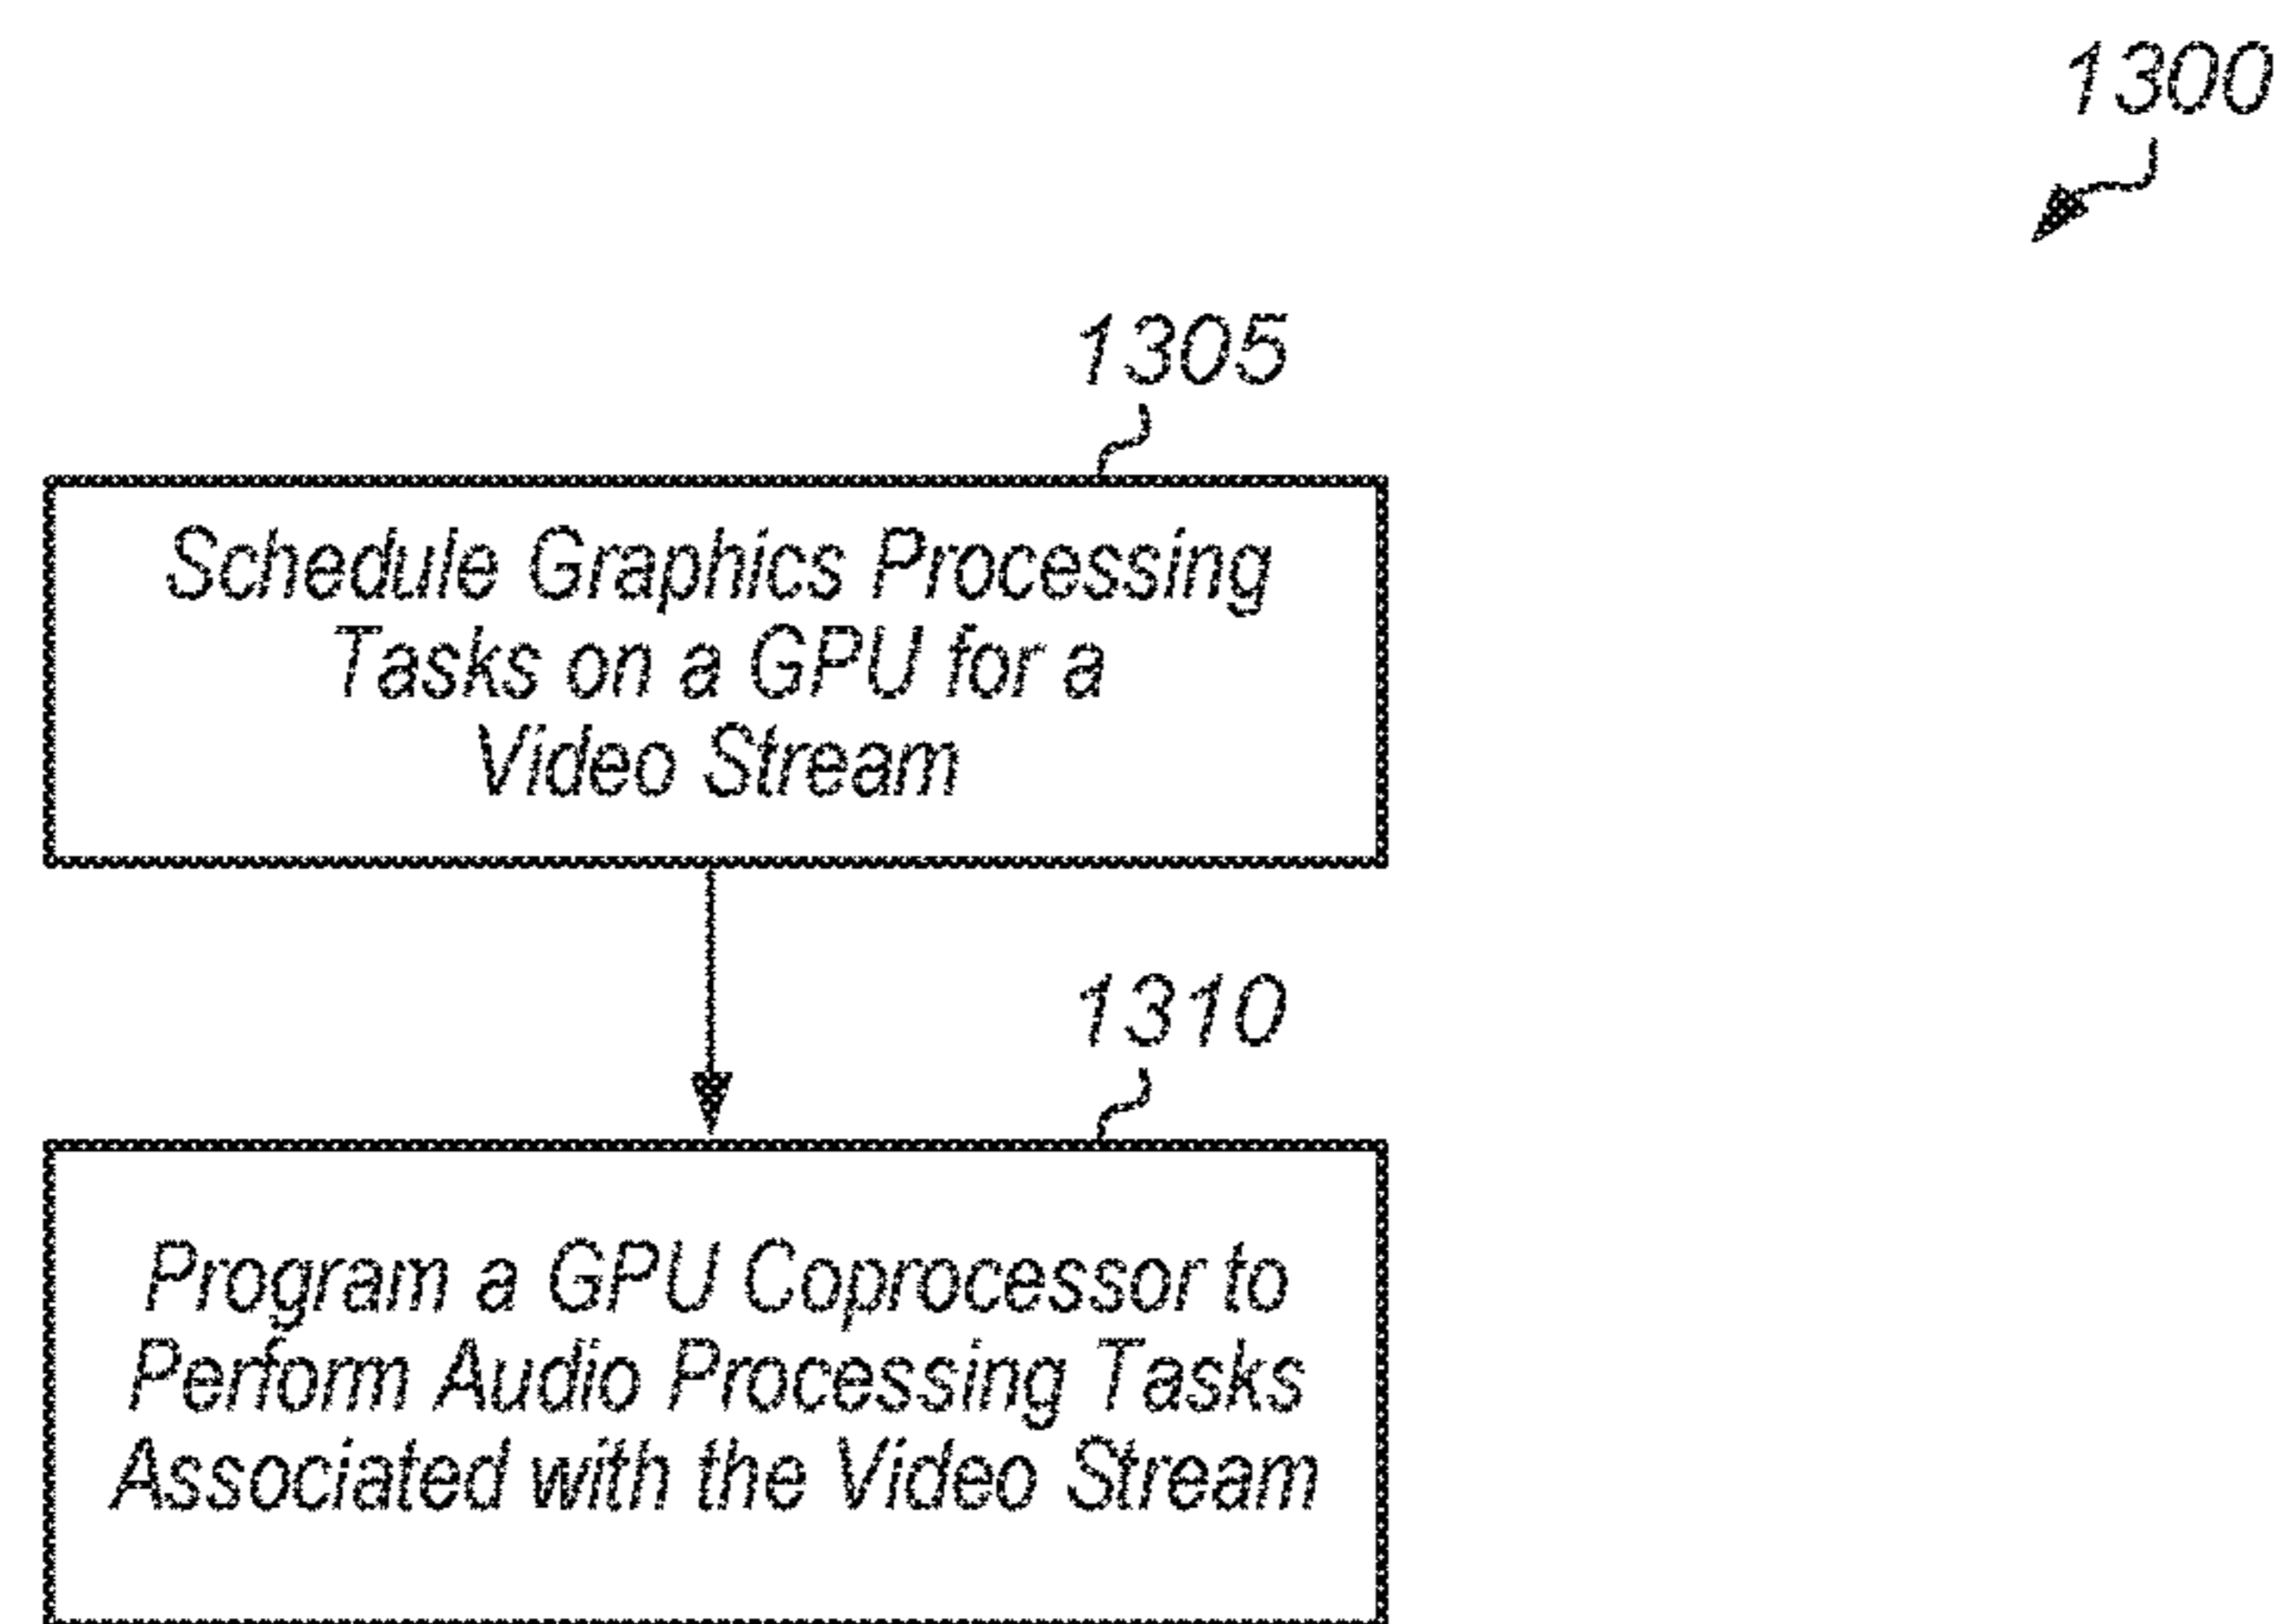 1300
1305
Schedule Graphics Processing
Tasks on a GPU for a
Video Stream
1310
Program a GPU Coprocessor to
Perform Audio Processing Tasks
Associated with the Video Stream